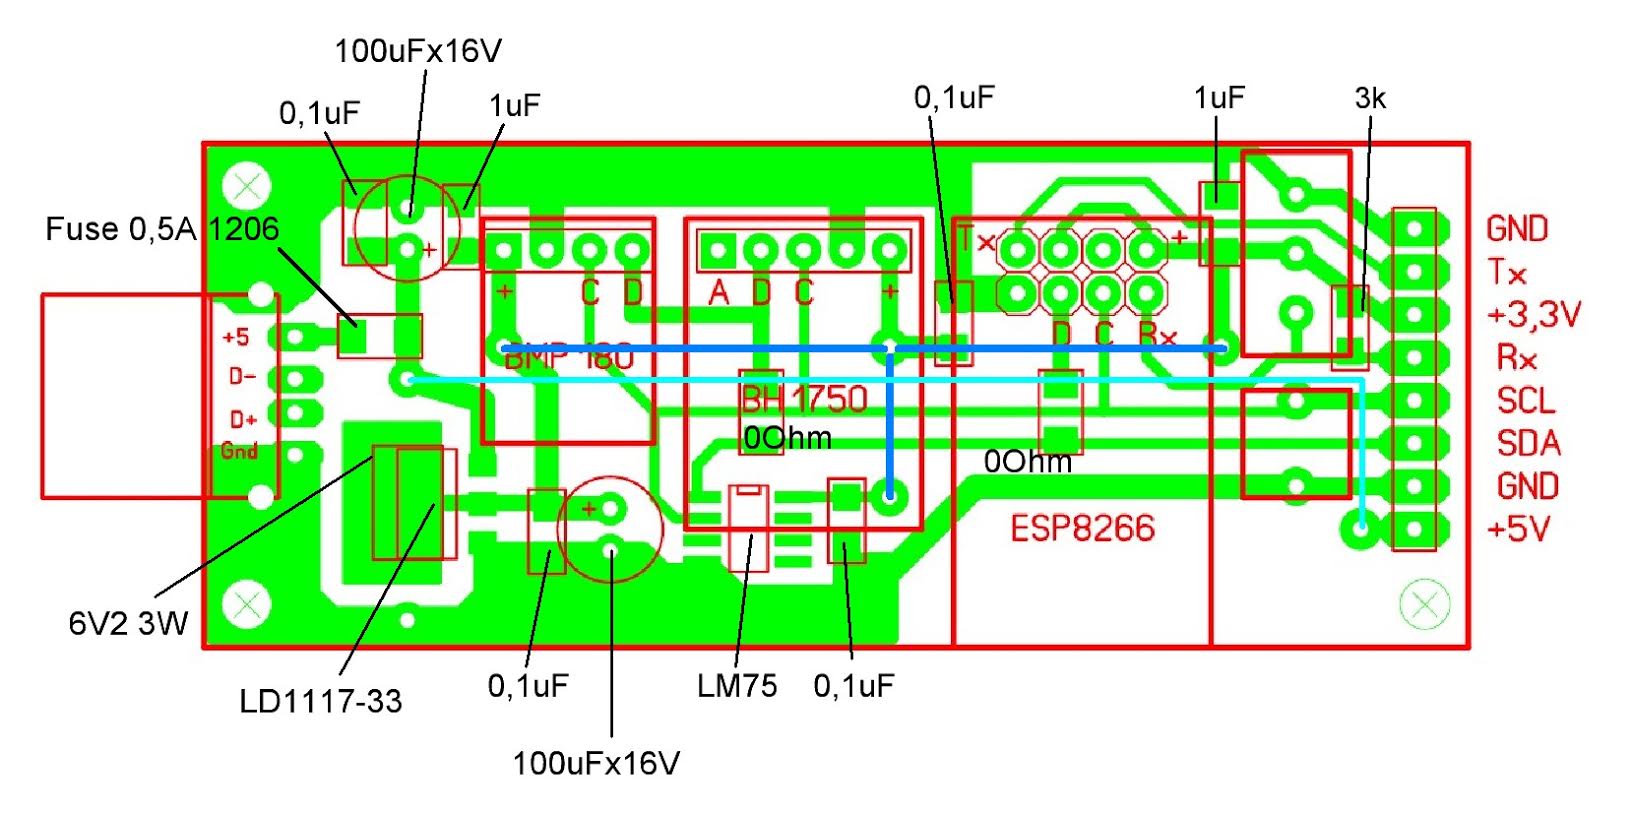 100uFx16V
0,1uF
1uF
0,1uF
1uF
3k
Fuse 0,5A 1206
GND
Tx
+
Tx
+
+3,3V
+
C
D
A
D
C
+
D
C
Rx
+5
BMP 180
Rx
D-
BH1750
SCL
D+
0Ohm
SDA
Gnd
0Ohm
GND
+
ESP8266
+5V
6V2 3W
LD1117-33
0,1uF
LM75
0,1uF
100uFx16V